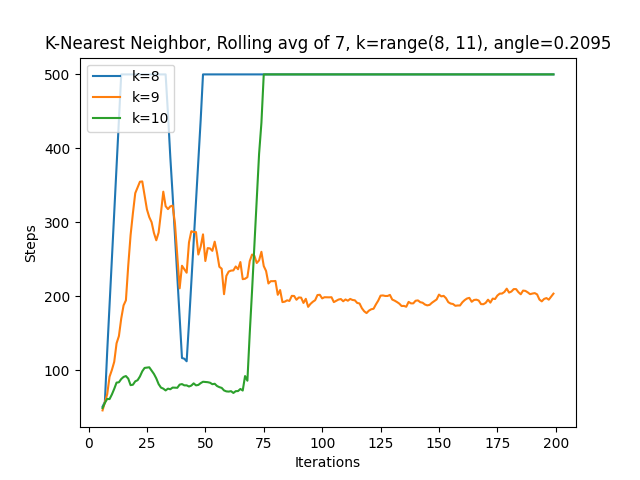 K-Nearest Neighbor, Rolling avg of 7, k=range(8, 11), angle=0.2095
k=8
k=9
k=10
500
400
300
200
100
Steps
0 25 50 75 100 125 150 175 200
Iterations